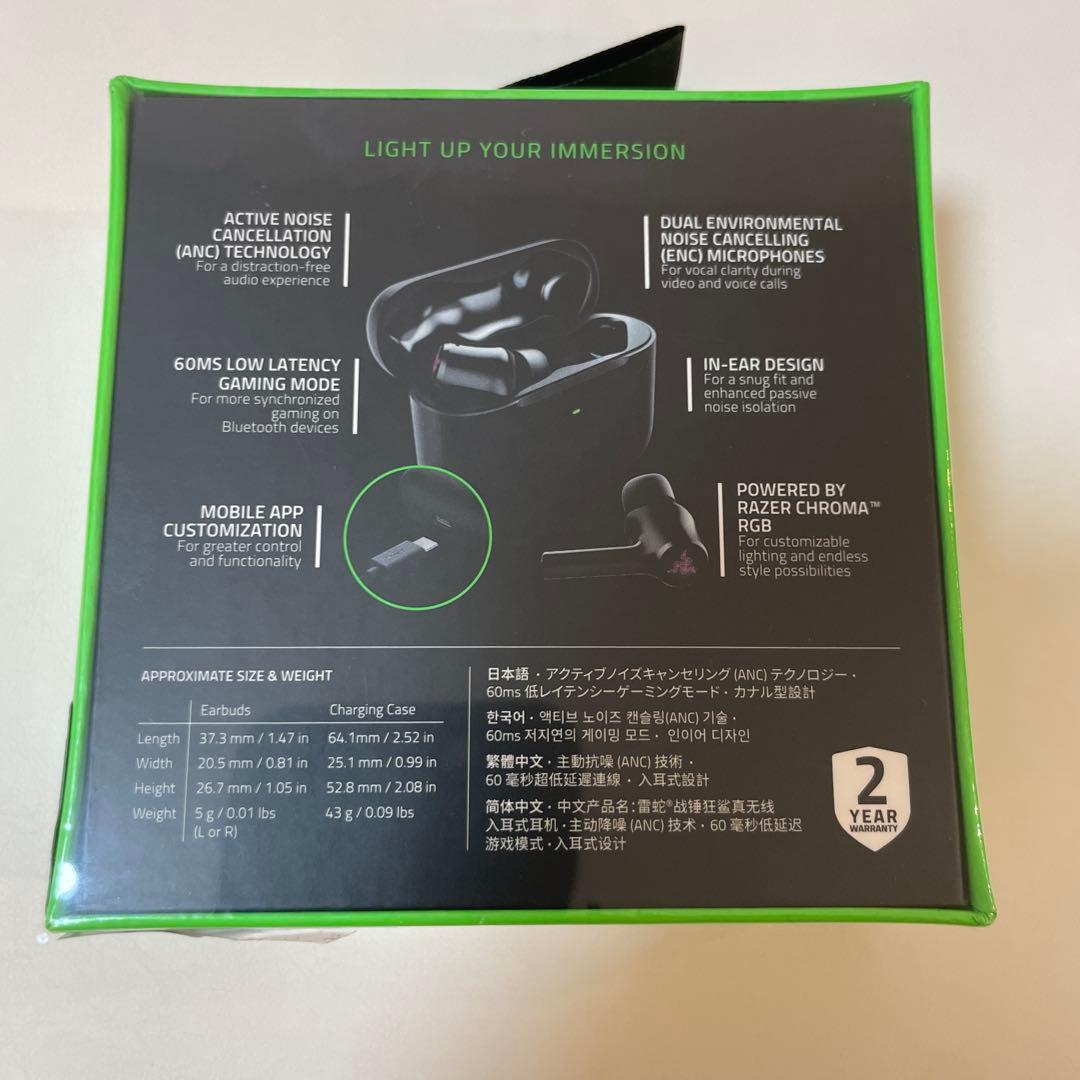 LIGHT UP YOUR IMMERSION
ACTIVE NOISE
CANCELLATION
(ANC) TECHNOLOGY
For a distraction-free
audio experience
60MS LOW LATENCY
GAMING MODE
For more synchronized
gaming on
Bluetooth devices
MOBILE APP
CUSTOMIZATION
For greater control
and functionality
DUAL ENVIRONMENTAL
NOISE CANCELLING
(ENC) MICROPHONES
For vocal clarity during
video and voice calls
IN-EAR DESIGN
For a snug fit and
enhanced passive
noise isolation
POWERED BY
RAZER CHROMA™
RGB
For customizable
lighting and endless
style possibilities
APPROXIMATE SIZE & WEIGHT
Earbuds Charging Case
Length 37.3 mm / 1.47 in 64.1mm / 2.52 in
Width 20.5 mm / 0.81 in 25.1 mm / 0.99 in
Height 26.7 mm / 1.05 in 52.8 mm / 2.08 in
Weight 5 g / 0.01 lbs 43 g / 0.09 lbs
(L or R)
日本語・アクティブノイズキャンセリング (ANC) テクノロジー・
60ms 低レイテンシーゲーミングモード・カナル型設計
한국어・액티브 노이즈 캔슬링(ANC) 기술・
60ms 저지연의 게이밍 모드・ 인이어 디자인
繁體中文・主動抗噪 (ANC) 技術・
60 毫秒超低延遲連線・入耳式設計
简体中文・中文产品名:雷蛇®战锤狂鲨真无线
入耳式耳机・主动降噪 (ANC) 技术・60 毫秒低延迟
游戏模式・入耳式设计
2
YEAR
WARRANTY